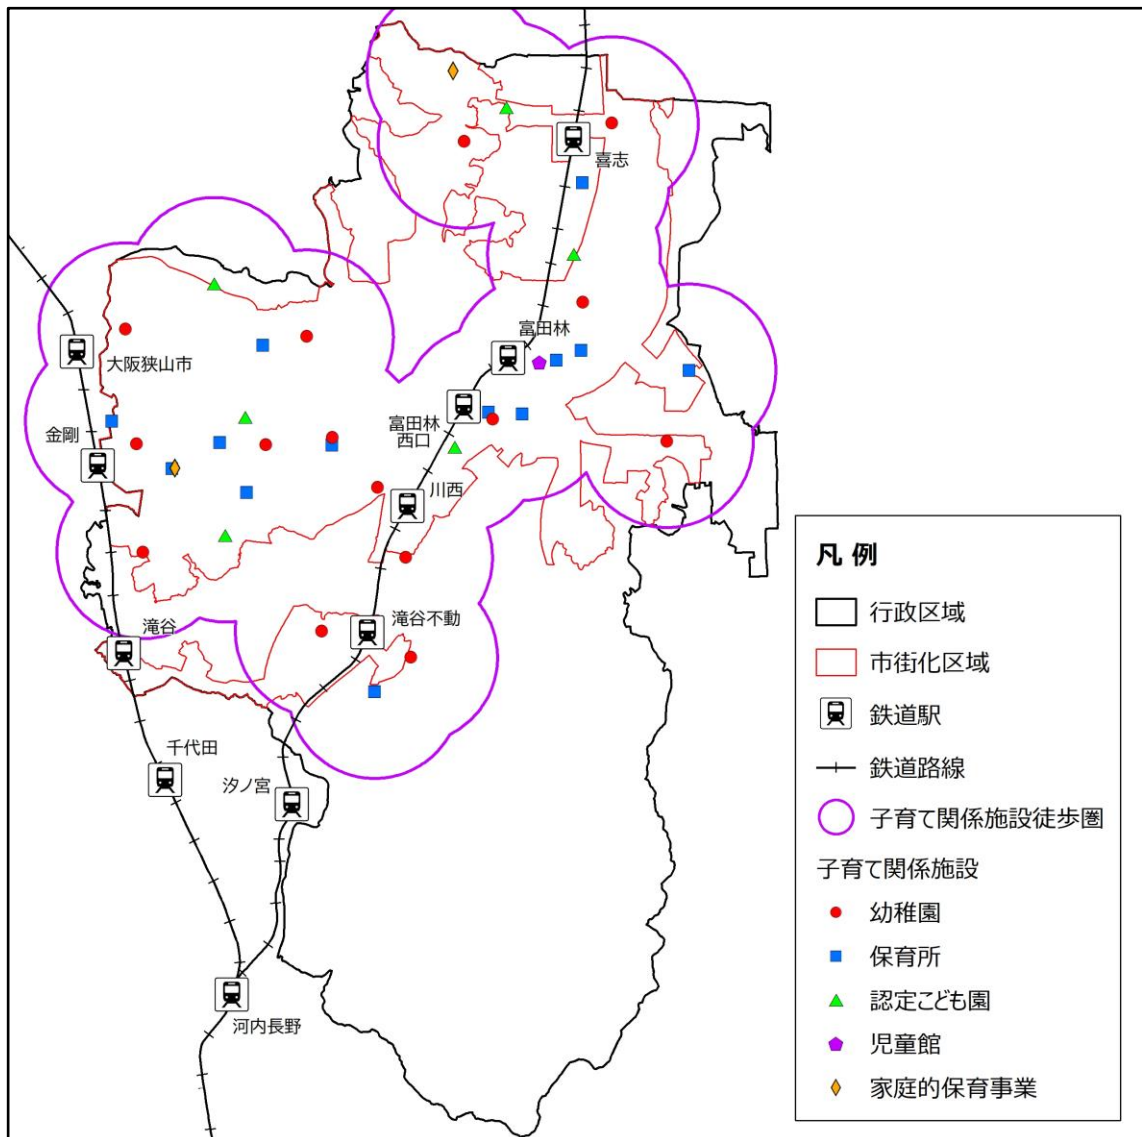 喜志
富田林
大阪狭山市
富田林
西口
金剛
川西
滝谷不動
滝谷
千代田
汐ノ宮
河内長野
凡 例
行政区域
市街化区域
鉄道駅
鉄道路線
子育て関係施設徒歩圏
子育て関係施設
幼稚園
保育所
認定こども園
児童館
家庭的保育事業